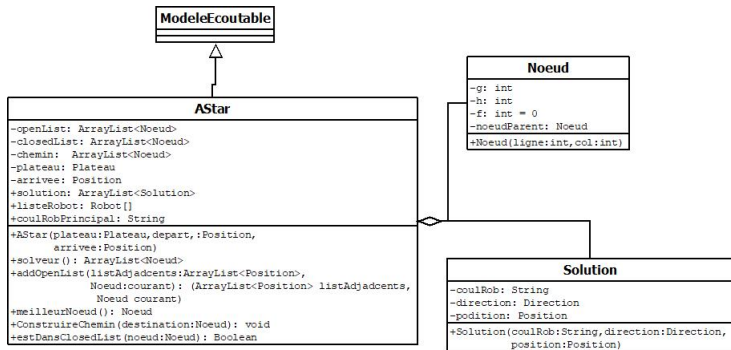 ModeleEcoutable
AStar
-openList: ArrayList<Noeud>
-closedList: ArrayList<Noeud>
-chemin: ArrayList<Noeud>
-plateau: Plateau
-arrivee: Position
+solution: ArrayList<Solution>
+listeRobot: Robot[]
+coulRobPrincipal: String
+AStar(plateau:Plateau,depart,:Position,
arrivee:Position)
+solveur(): ArrayList<Noeud>
+addOpenList(listAdjadcents:ArrayList<Position>,
Noeud:courant): (ArrayList<Position> listAdjadcents,
Noeud courant)
+meilleurNoeud(): Noeud
+ConstruireChemin(destination:Noeud): void
+estDansClosedList(noeud:Noeud): Boolean
Noeud
-g: int
-h: int
-f: int = 0
-noeudParent: Noeud
+Noeud(ligne:int,col:int)
Solution
-coulRob: String
-direction: Direction
-podition: Position
+Solution(coulRob:String,direction:Direction,
position:Position)